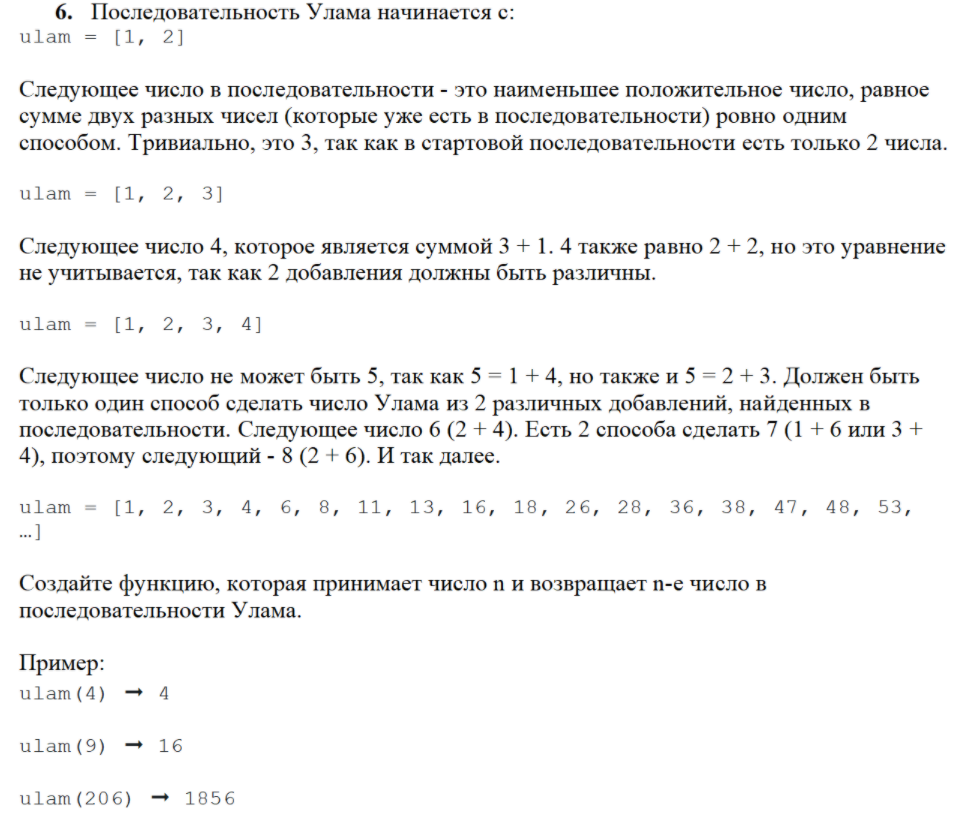 6. Последовательность Улама начинается с:
ulam = [1, 2]
Следующее число в последовательности - это наименьшее положительное число, равное
сумме двух разных чисел (которые уже есть в последовательности) ровно одним
способом. Тривиально, это 3, так как в стартовой последовательности есть только 2 числа.
ulam = [1, 2, 3]
Следующее число 4, которое является суммой 3 + 1. 4 также равно 2 + 2, но это уравнение
не учитывается, так как 2 добавления должны быть различны.
ulam = [1, 2, 3, 4]
Следующее число не может быть 5, так как 5 = 1 + 4, но также и 5 = 2 + 3. Должен быть
только один способ сделать число Улама из 2 различных добавлений, найденных в
последовательности. Следующее число 6 (2 + 4). Есть 2 способа сделать 7 (1 + 6 или 3 +
4), поэтому следующий - 8 (2 + 6). И так далее.
ulam = [1, 2, 3, 4, 6, 8, 11, 13, 16, 18, 26, 28, 36, 38, 47, 48, 53,
…]
Создайте функцию, которая принимает число n и возвращает n-е число в
последовательности Улама.
Пример:
ulam(4) ➞ 4
ulam(9) ➞ 16
ulam(206) ➞ 1856